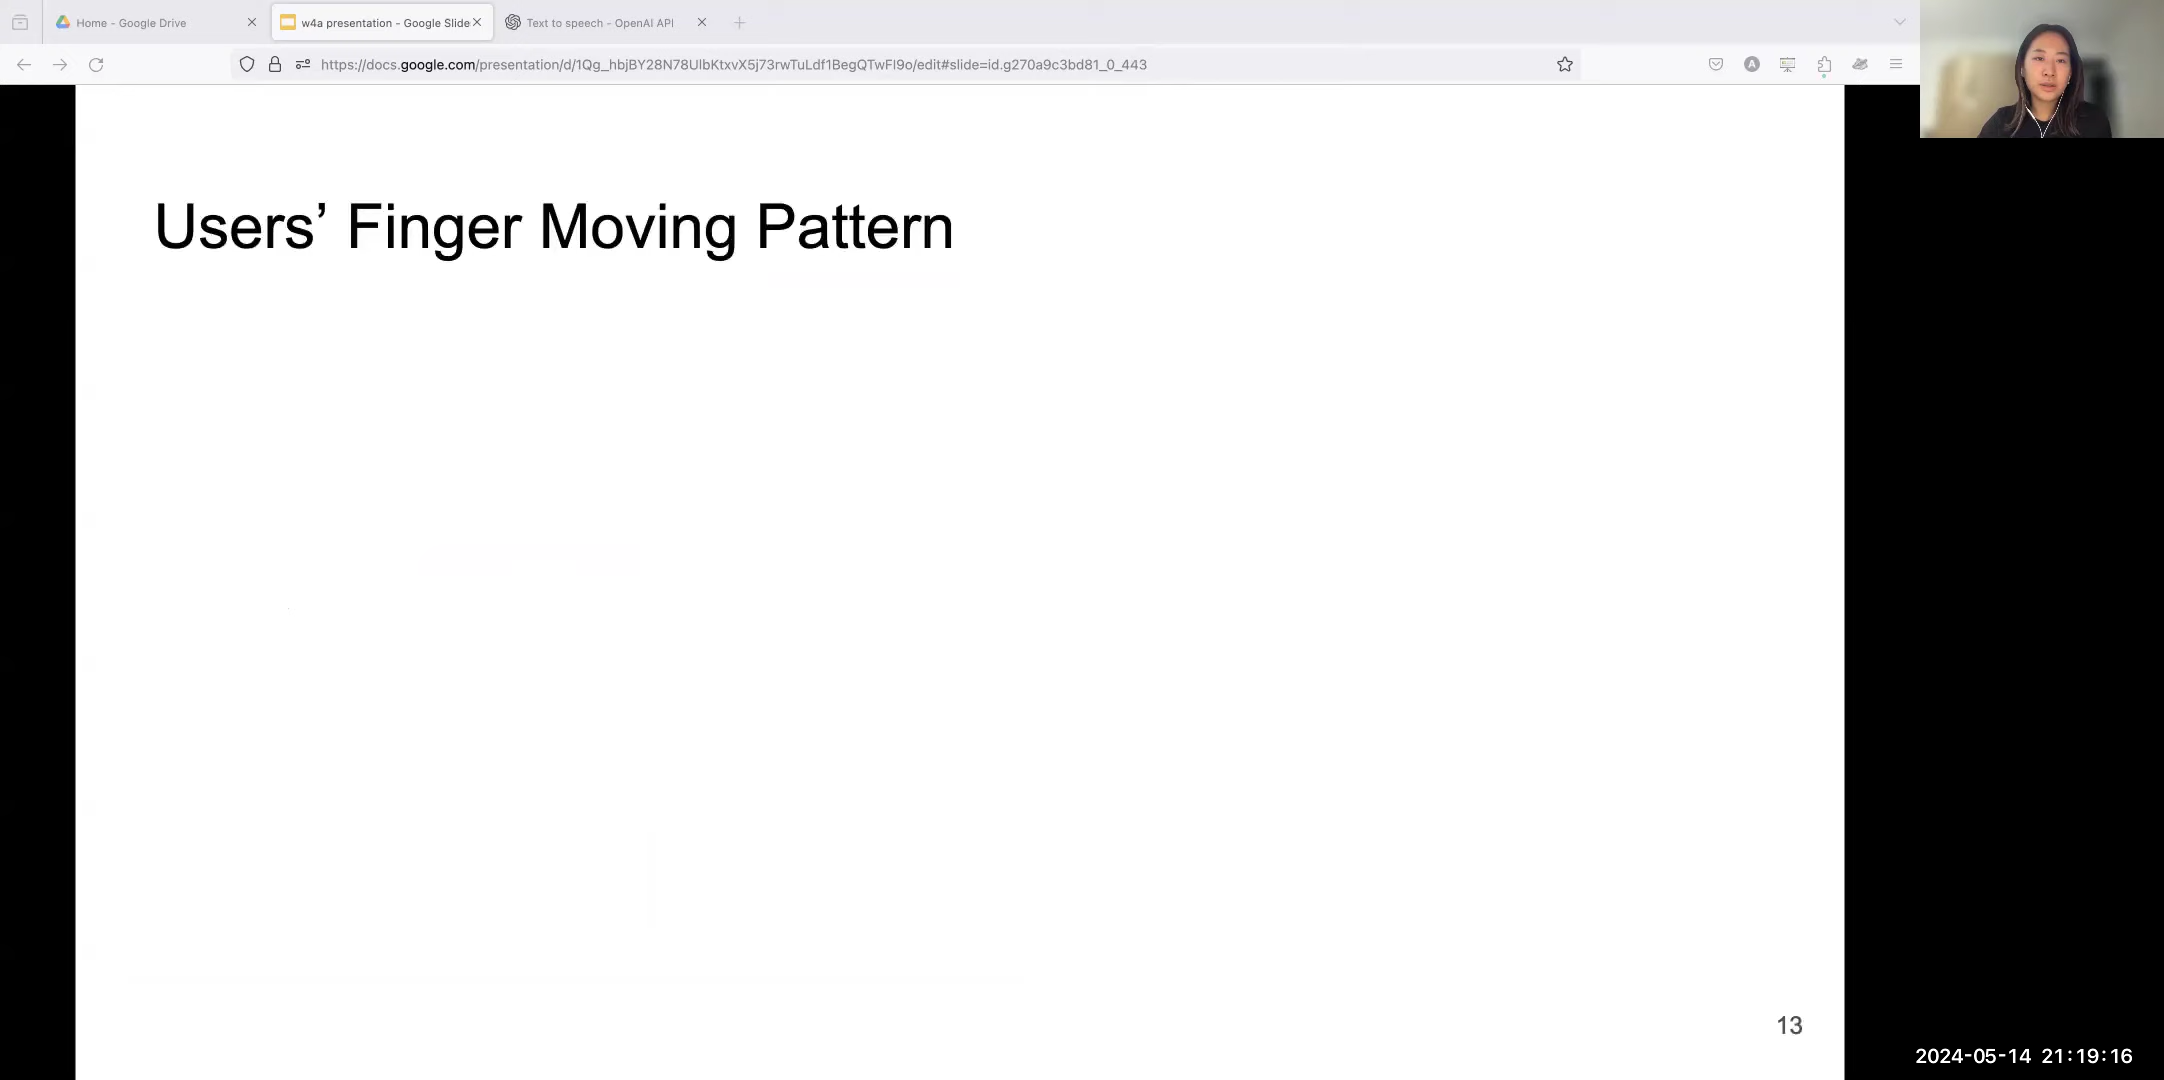 Home - Google Drive
w4a presentation - Google Slide
Text to speech - OpenAI API
https://docs.google.com/presentation/d/1Qg_hbjBY28N78UlbKtxvX5j73rwTuLdf1BegQTwFI9o/edit#slide=id.g270a9c3bd81_0_443
A
Users’ Finger Moving Pattern
13
2024-05-14 21:19:16